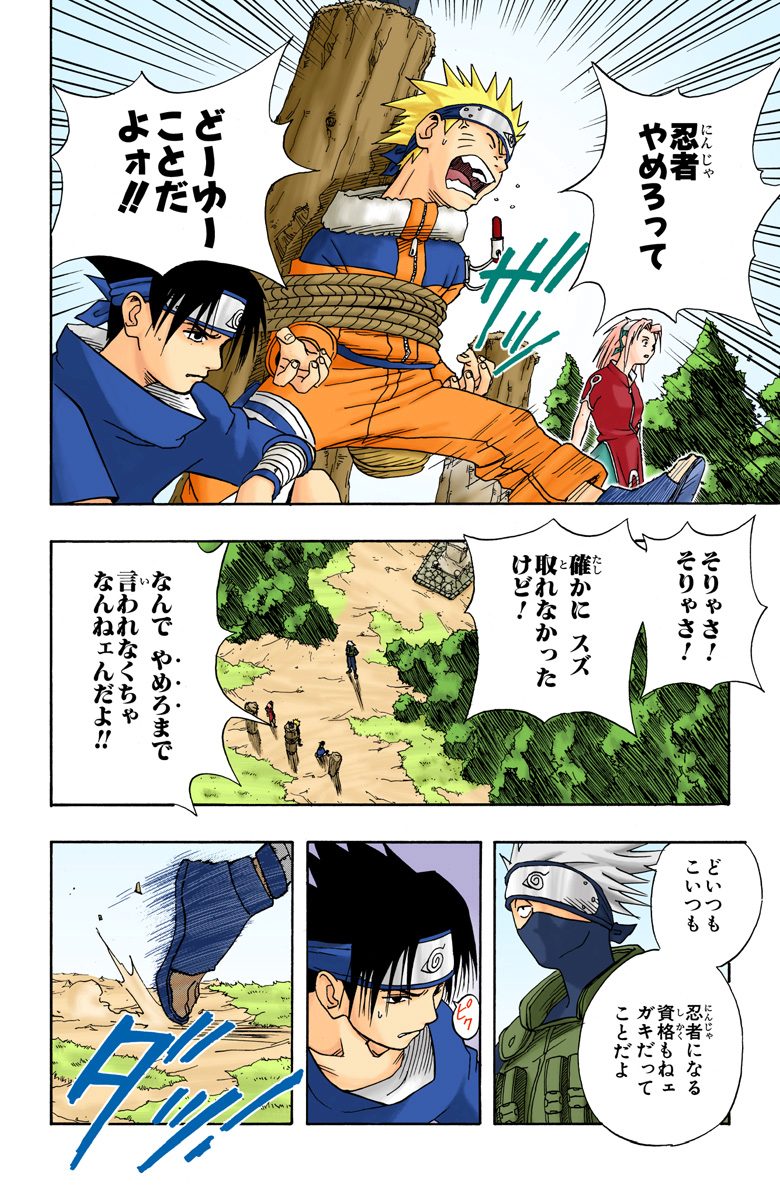 忍者
やめろって
どーゆー
ことだ
よォ!!
ザッ
そりゃさ!
そりゃさ!
確かに スズ
取れなかった
けど!
なんで やめろまで
言われなくちゃ
なんねェんだよ!!
どいつも
こいつも
忍者になる
資格もねェ
ガキだって
ことだよ
ピク
ダッ